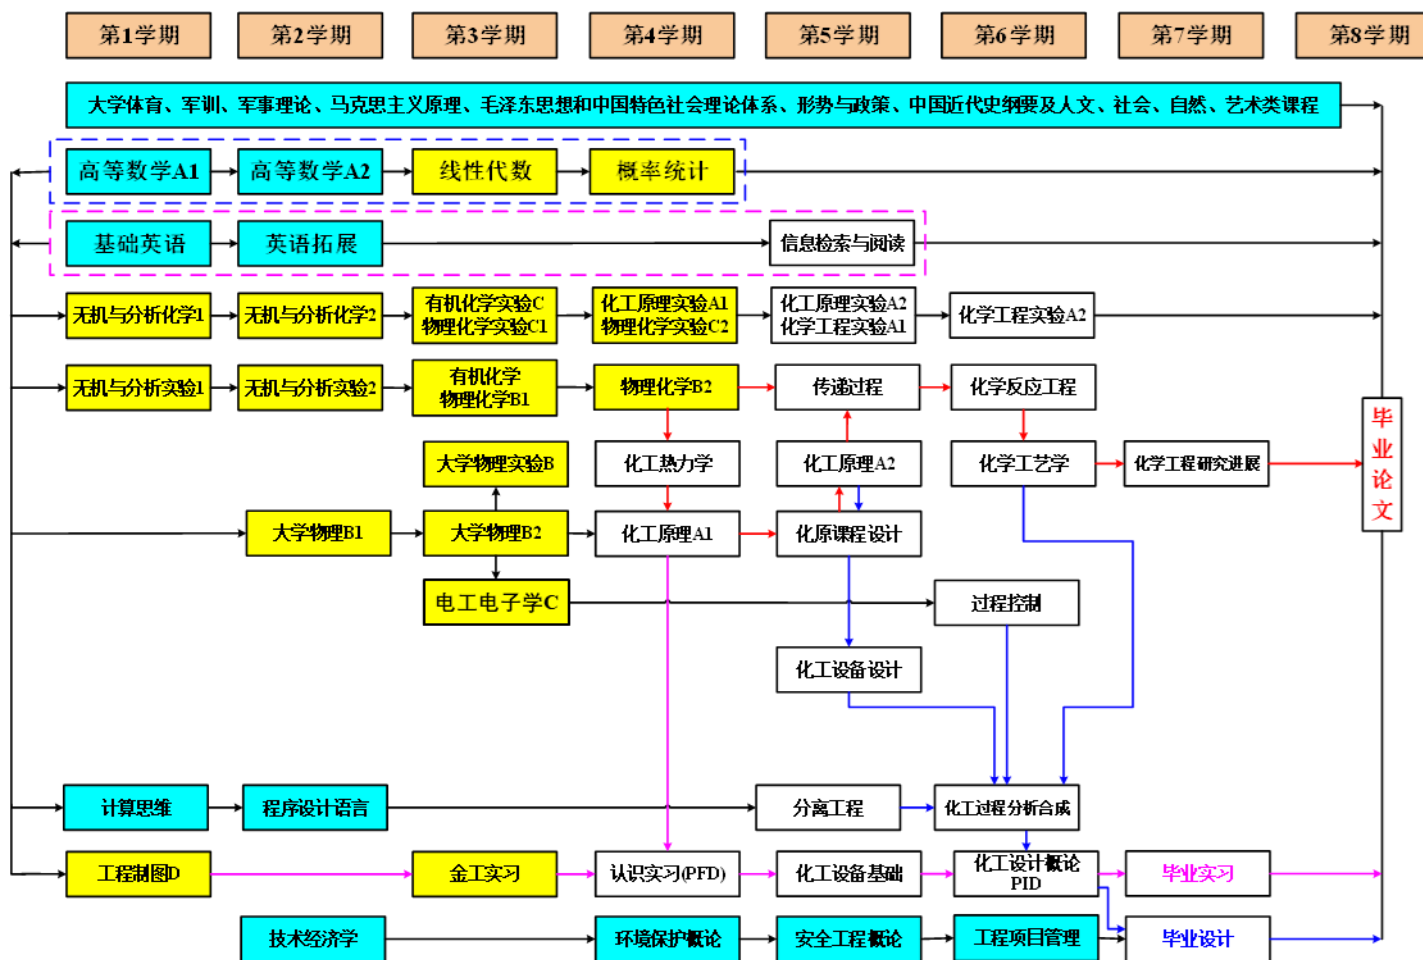 第1学期
第2学期
第3学期
第4学期
第5学期
第6学期
第7学期
第8学期
大学体育、军训、军事理论、马克思主义原理、毛泽东思想和中国特色社会理论体系、形势与政策、中国近代史纲要及人文、社会、自然、艺术类课程
高等数学A1
高等数学A2
线性代数
概率统计
基础英语
英语拓展
信息检索与阅读
无机与分析化学1
无机与分析化学2
有机化学实验C
物理化学实验C1
化工原理实验A1
物理化学实验C2
化工原理实验A2
化学工程实验A1
化学工程实验A2
无机与分析实验1
无机与分析实验2
有机化学
物理化学B1
物理化学B2
传递过程
化学反应工程
毕业论文
大学物理实验B
化工热力学
化工原理A2
化学工艺学
化学工程研究进展
大学物理B1
大学物理B2
化工原理A1
化原课程设计
电工电子学C
过程控制
化工设备设计
计算思维
程序设计语言
分离工程
化工过程分析合成
工程制图D
金工实习
认识实习(PFD)
化工设备基础
化工设计概论
PID
毕业实习
技术经济学
环境保护概论
安全工程概论
工程项目管理
毕业设计